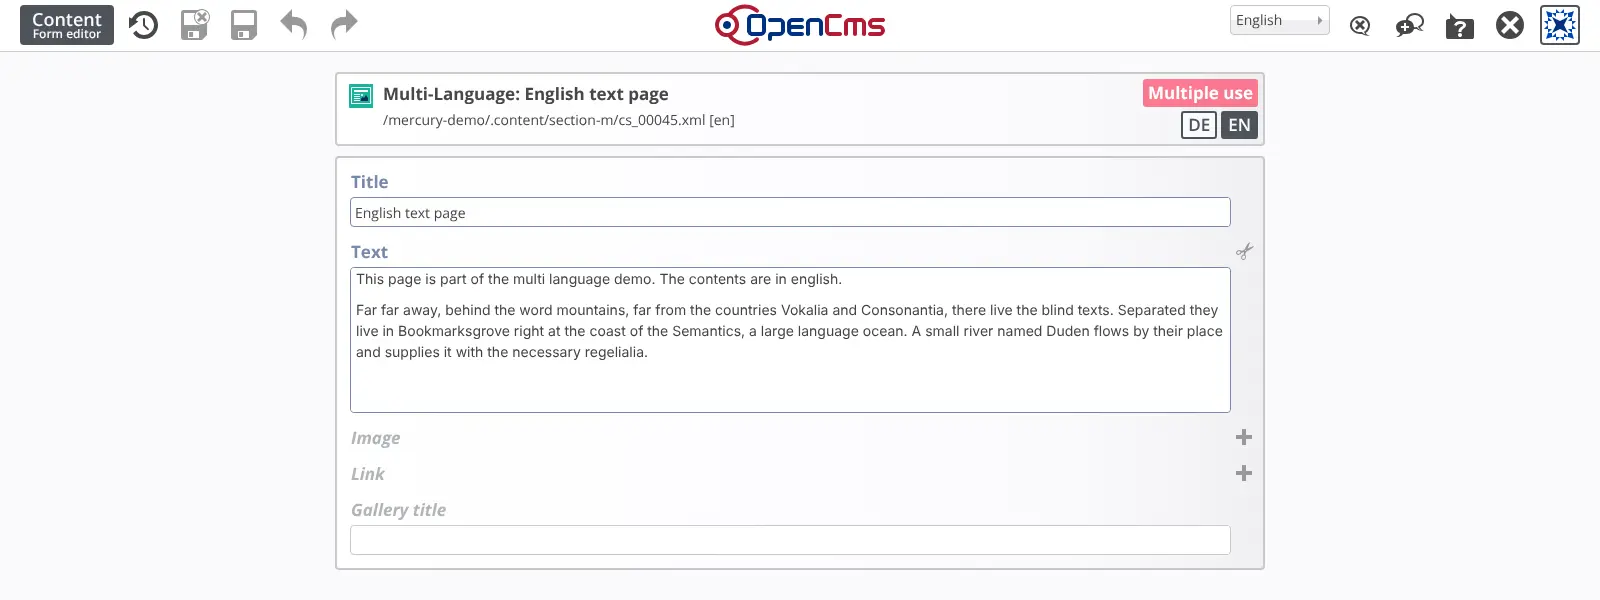 Content
Form editor
OpenCms
English
Multi-Language: English text page
Multiple use
/mercury-demo/.content/section-m/cs_00045.xml [en]
DE EN
Title
English text page
Text
This page is part of the multi language demo. The contents are in english.
Far far away, behind the word mountains, far from the countries Vokalia and Consonantia, there live the blind texts. Separated they
live in Bookmarksgrove right at the coast of the Semantics, a large language ocean. A small river named Duden flows by their place
and supplies it with the necessary regelialia.
Image
Link
Gallery title